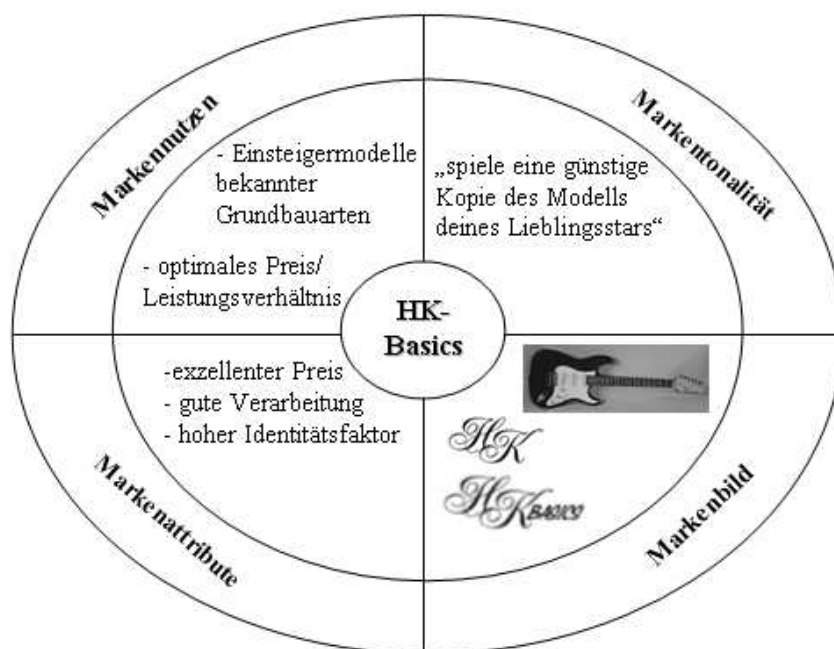 Markennutzen
- Einsteigermodelle
bekannter
Grundbauarten
- optimales Preis/
Leistungsverhältnis
Markentonalität
„spiele eine günstige
Kopie des Modells
deines Lieblingsstars“
HK-
Basics
-exzellenter Preis
- gute Verarbeitung
- hoher Identitätsfaktor
Markenattribute
HK
HK BASICS
Markenbild